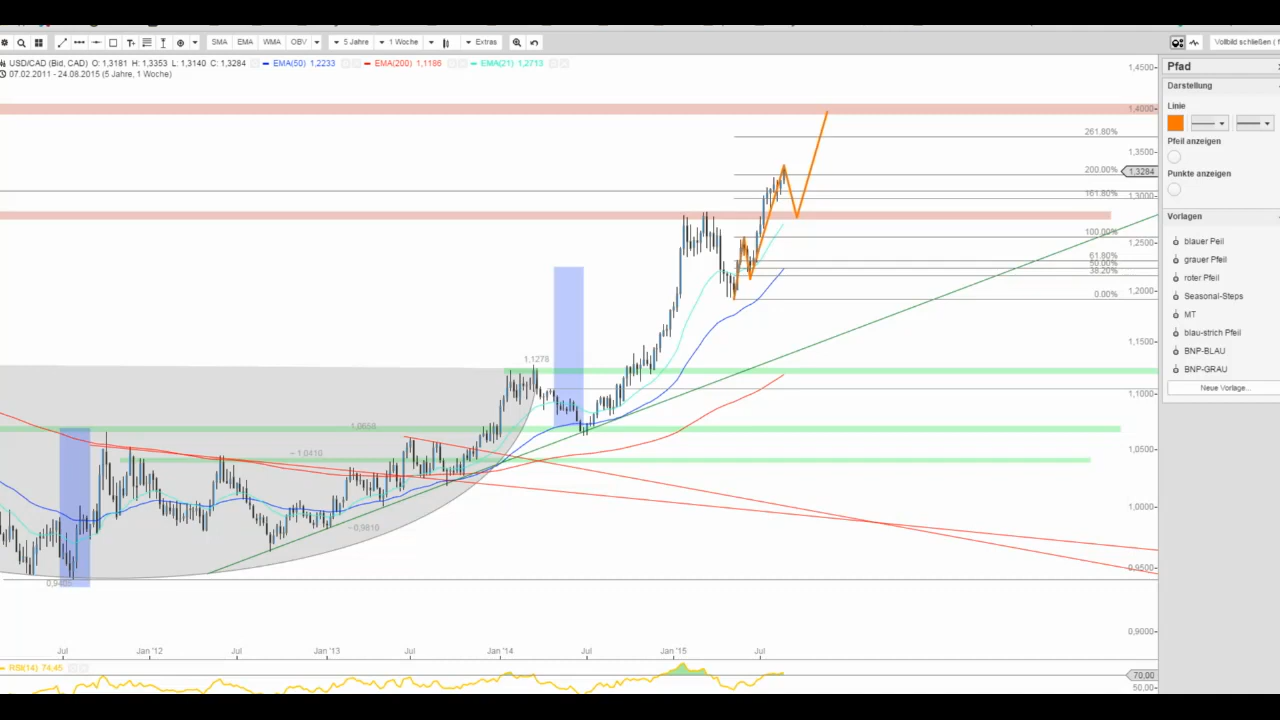 SMA EMA WMA OBV 5 Jahre 1 Woche Extras Vollbild schließen (
USD/CAD (Bid, CAD) O: 1,3181 H: 1,3353 L: 1,3140 C: 1,3284 EMA(50) 1,2233 EMA(200) 1,1186 EMA(21) 1,2713
07.02.2011 - 24.08.2015 (5 Jahre, 1 Woche)
1,4500
1,4000
261.80%
1,3500
200.00%
1,3284
161.80%
1,3000
100.00%
1,2500
61.80%
50.00%
38.20%
0.00%
1,2000
1,1500
1,1278
1,1000
1,0656
1,0500
~1,0410
1,0000
~0,9810
0,9500
0,9406
0,9000
Jul Jan '12 Jul Jan '13 Jul Jan '14 Jul Jan '15 Jul
RSI(14) 74,45
70.00
50.00
Pfad
Darstellung
Linie
Pfeil anzeigen
Punkte anzeigen
Vorlagen
blauer Peil
grauer Pfeil
roter Pfeil
Seasonal-Steps
MT
blau-strich Pfeil
BNP-BLAU
BNP-GRAU
Neue Vorlage...